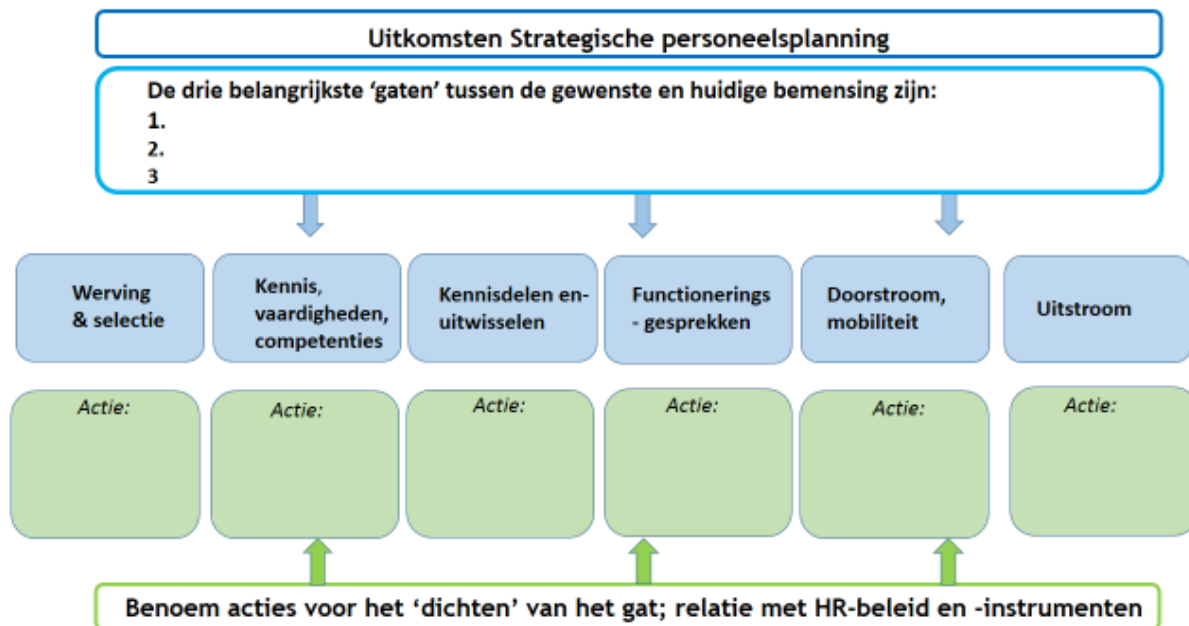 Uitkomsten Strategische personeelsplanning
De drie belangrijkste ‘gaten’ tussen de gewenste en huidige bemensing zijn:
1.
2.
3
Werving
& selectie
Kennis,
vaardigheden,
competenties
Kennisdelen en-
uitwisselen
Functionerings
- gesprekken
Doorstroom,
mobiliteit
Uitstroom
Actie:
Actie:
Actie:
Actie:
Actie:
Actie:
Benoem acties voor het ‘dichten’ van het gat; relatie met HR-beleid en -instrumenten